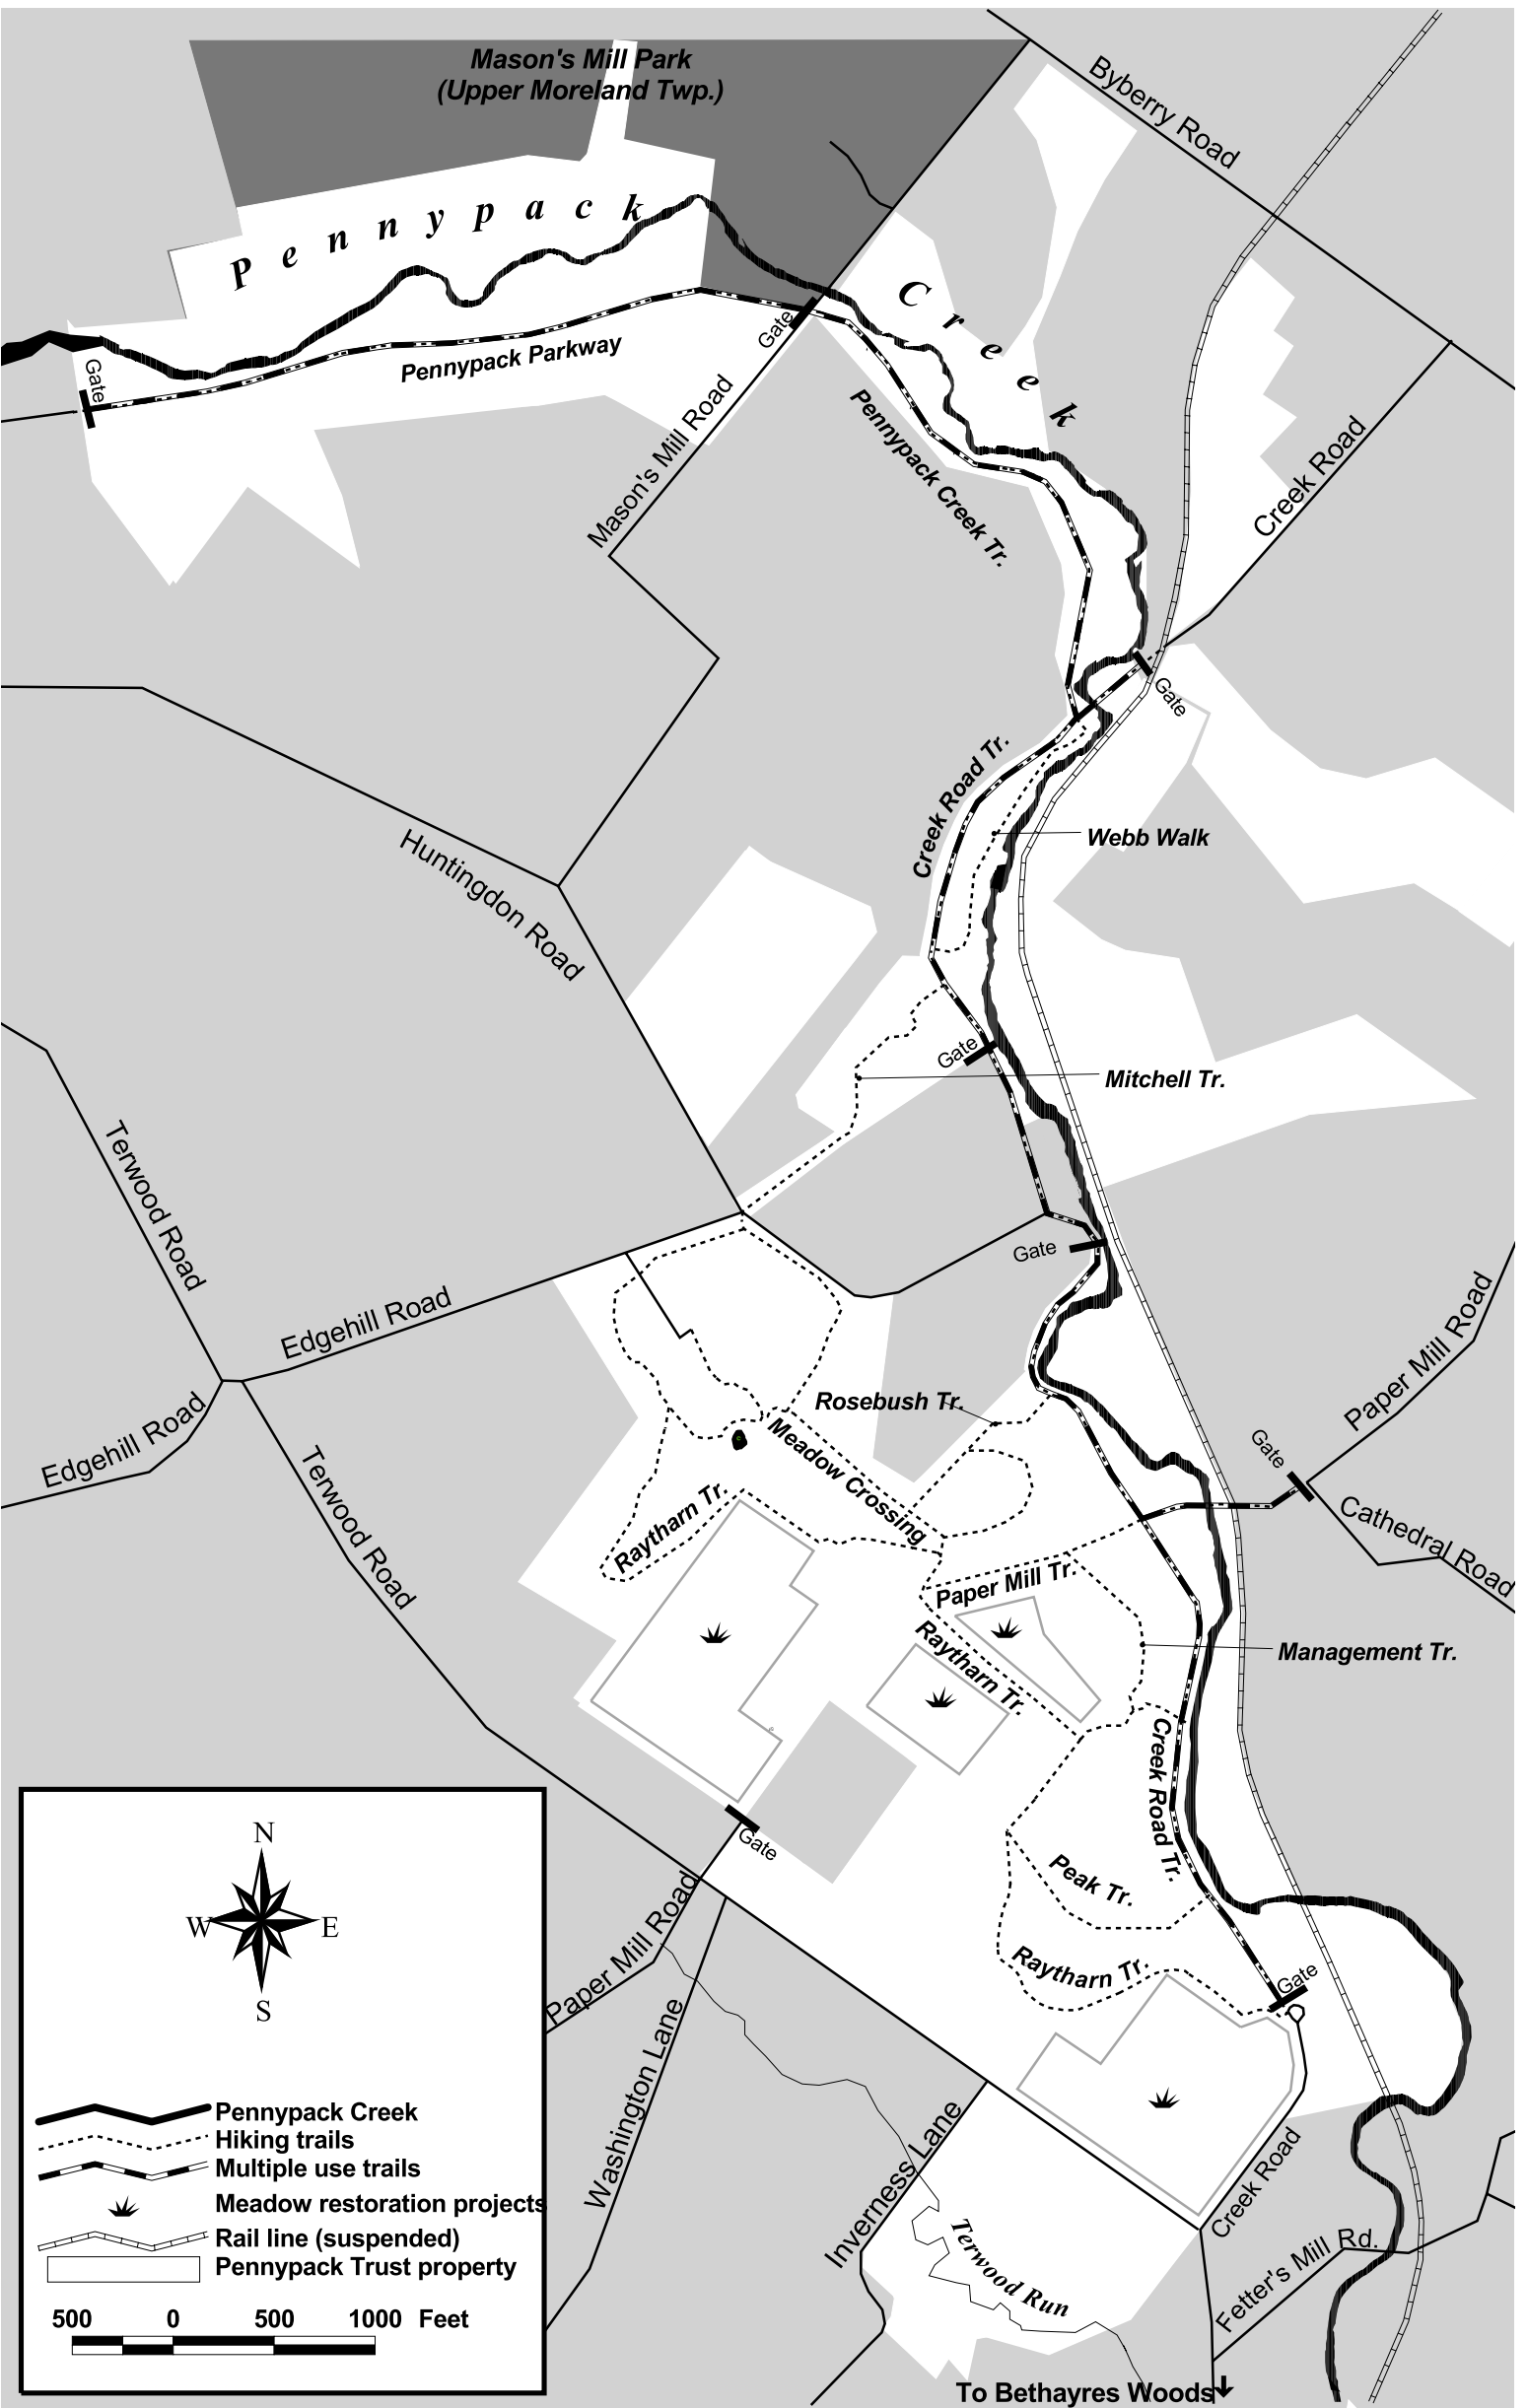 Mason's Mill Park
(Upper Moreland Twp.)
Byberry Road
Pennypack
Creek
Gate
Pennypack Parkway
Gate
Mason's Mill Road
Pennypack Creek Tr.
Creek Road
Gate
Creek Road Tr.
Webb Walk
Huntingdon Road
Gate
Mitchell Tr.
Terwood Road
Gate
Edgehill Road
Paper Mill Road
Rosebush Tr.
Edgehill Road
Meadow Crossing
Gate
Terwood Road
Raytharn Tr.
Cathedral Road
Paper Mill Tr.
Raytharn Tr.
Management Tr.
Creek Road Tr.
Gate
Peak Tr.
Paper Mill Road
Raytharn Tr.
Gate
Washington Lane
Inverness Lane
Creek Road
Terwood Run
Fetter's Mill Rd.
To Bethayres Woods
N
W
E
S
Pennypack Creek
Hiking trails
Multiple use trails
Meadow restoration projects
Rail line (suspended)
Pennypack Trust property
500 0 500 1000 Feet